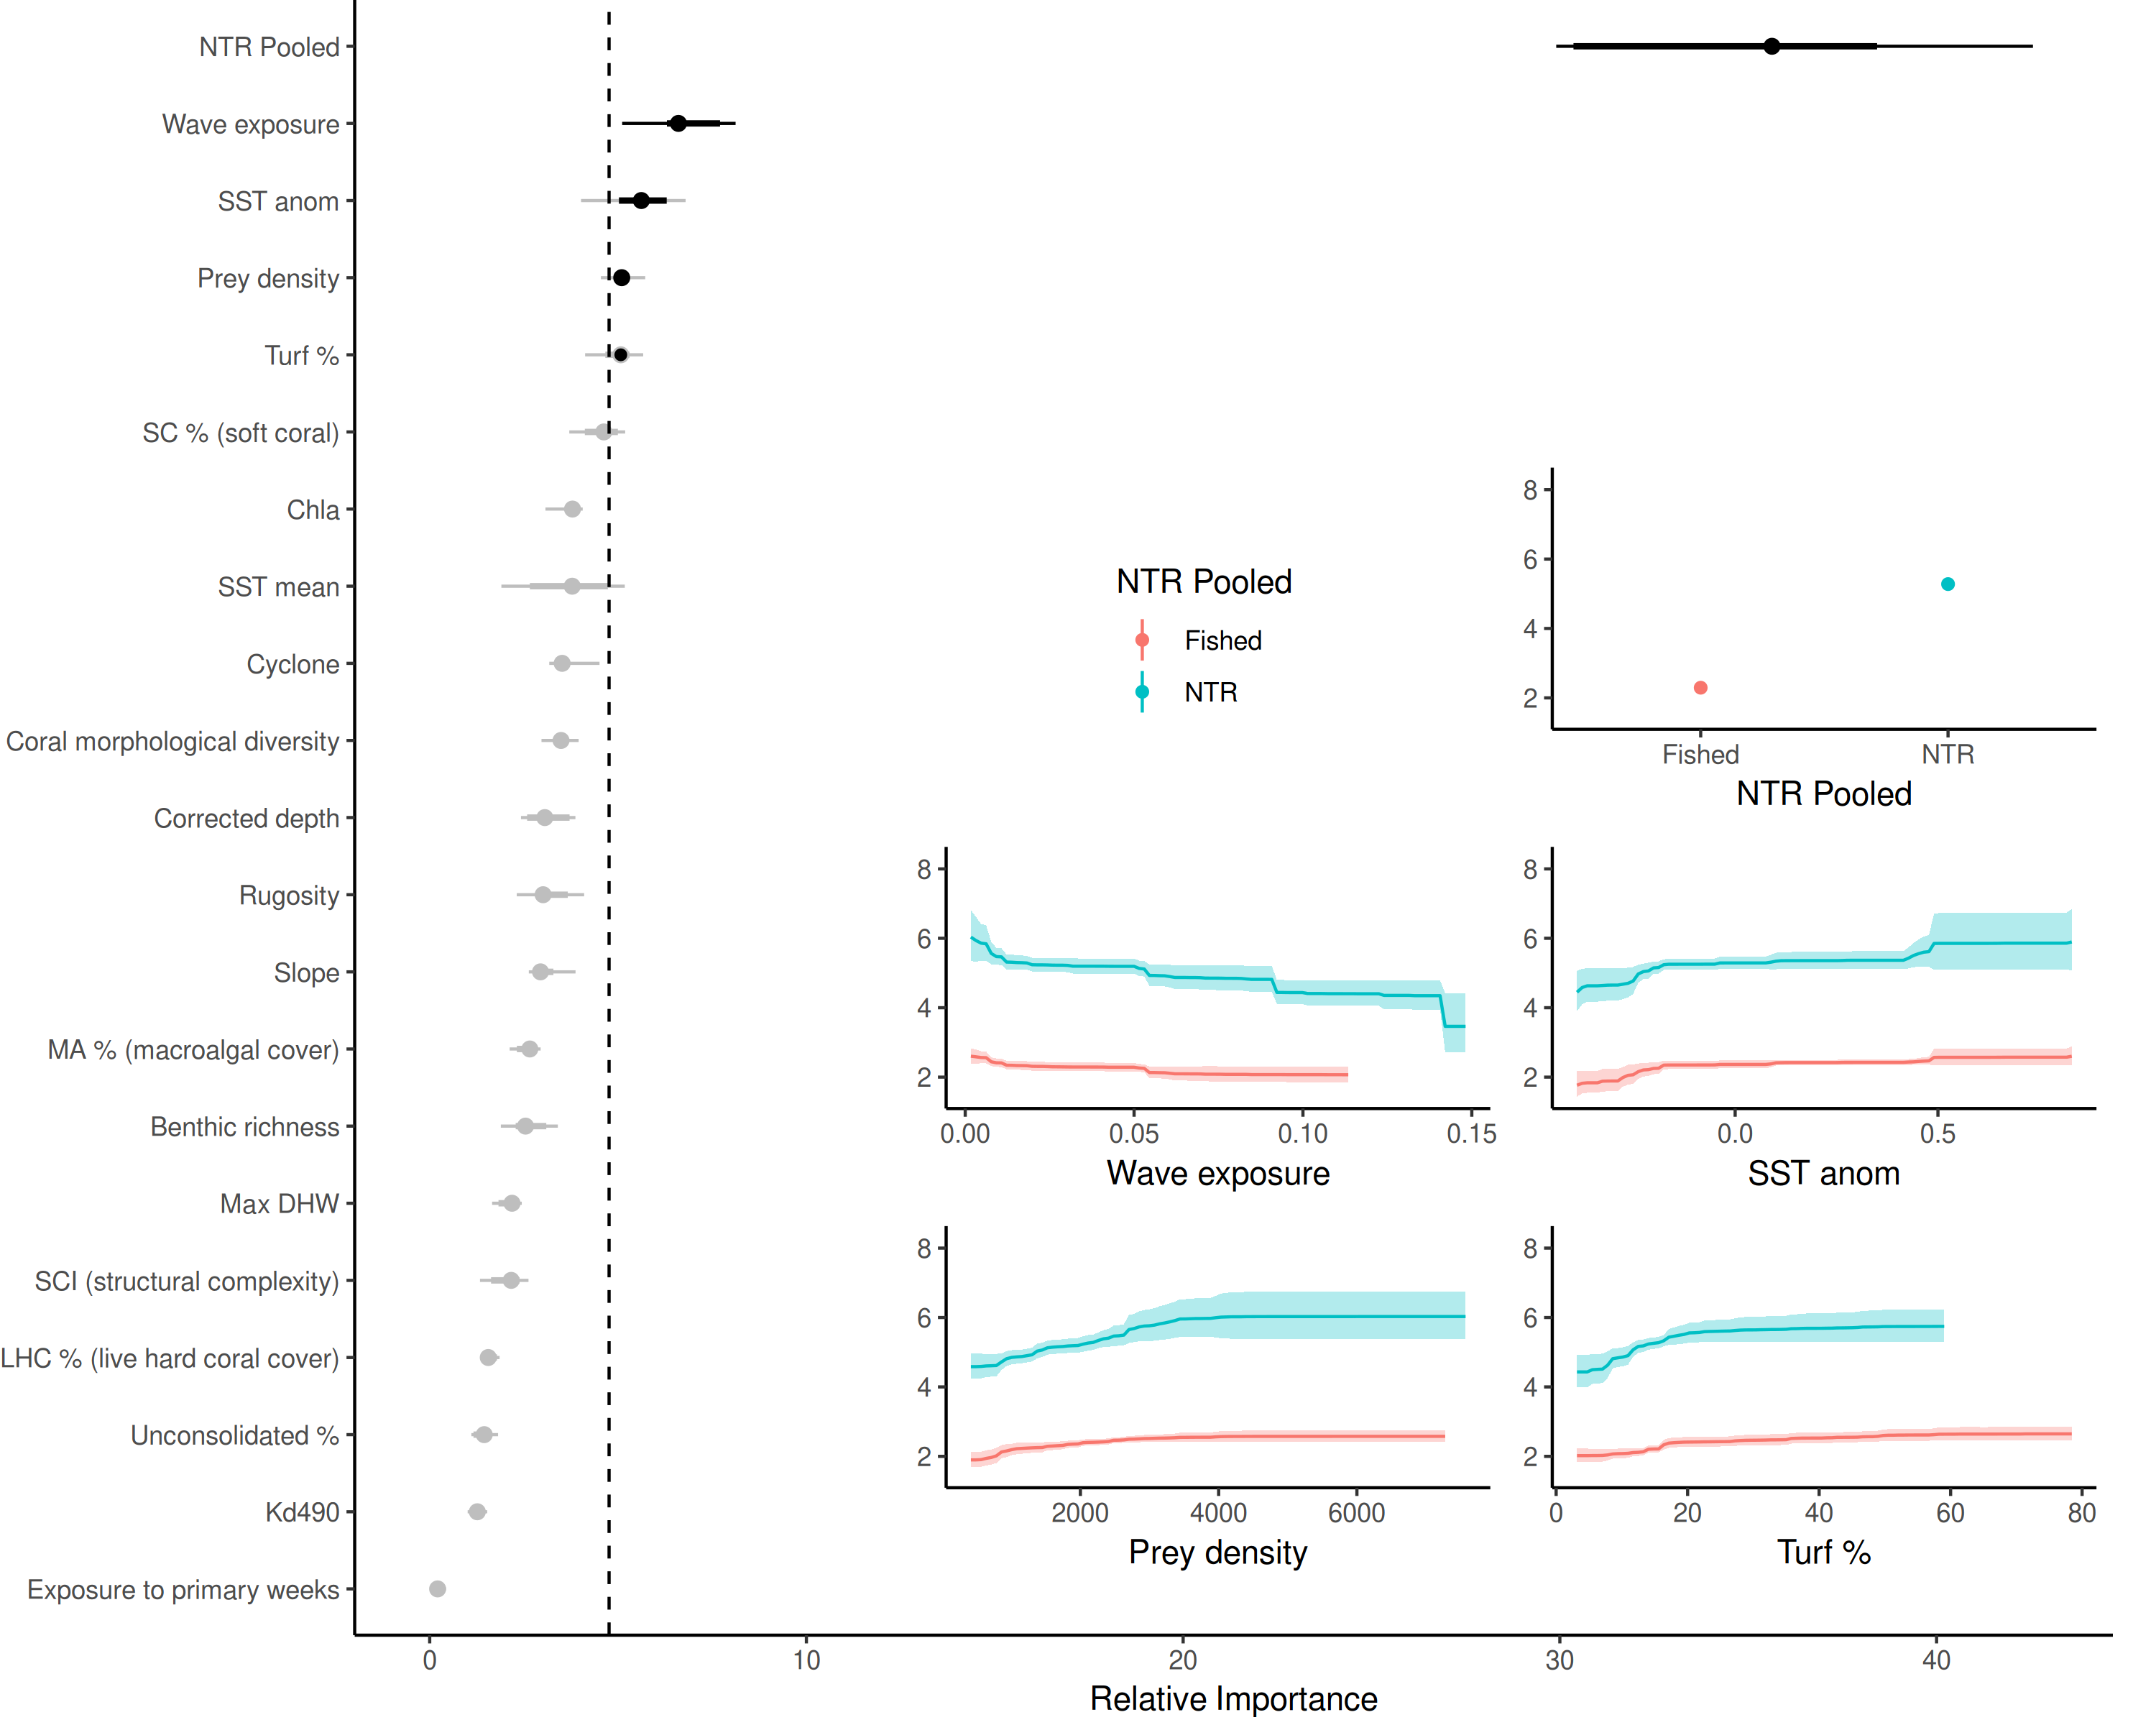 NTR Pooled
Wave exposure
SST anom
Prey density
Turf %
SC % (soft coral)
Chla
SST mean
Cyclone
Coral morphological diversity
Corrected depth
Rugosity
Slope
MA % (macroalgal cover)
Benthic richness
Max DHW
SCI (structural complexity)
LHC % (live hard coral cover)
Unconsolidated %
Kd490
Exposure to primary weeks
0 10 20 30 40
Relative Importance
NTR Pooled
Fished
NTR
8
6
4
2
Fished NTR
NTR Pooled
8
6
4
2
0.00 0.05 0.10 0.15
Wave exposure
8
6
4
2
0.0 0.5
SST anom
8
6
4
2
2000 4000 6000
Prey density
8
6
4
2
0 20 40 60 80
Turf %